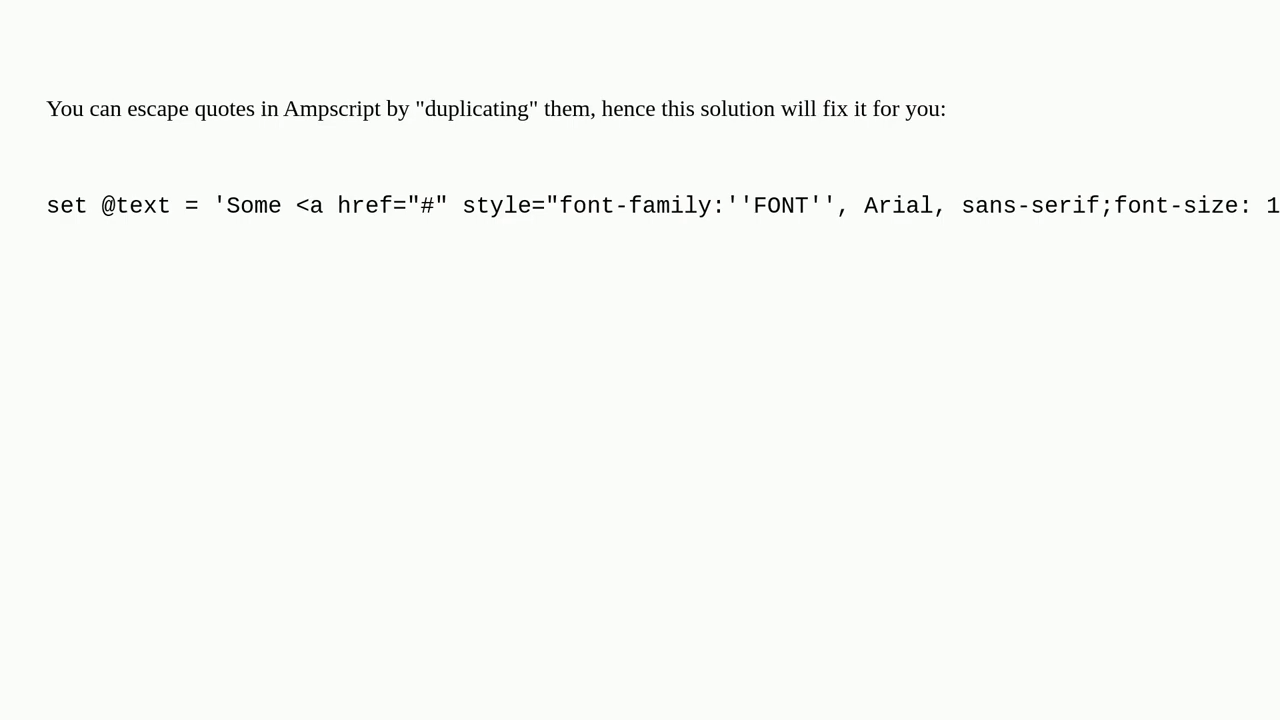 You can escape quotes in Ampscript by "duplicating" them, hence this solution will fix it for you:
set @text = 'Some <a href="#" style="font-family:''FONT'', Arial, sans-serif;font-size: 1